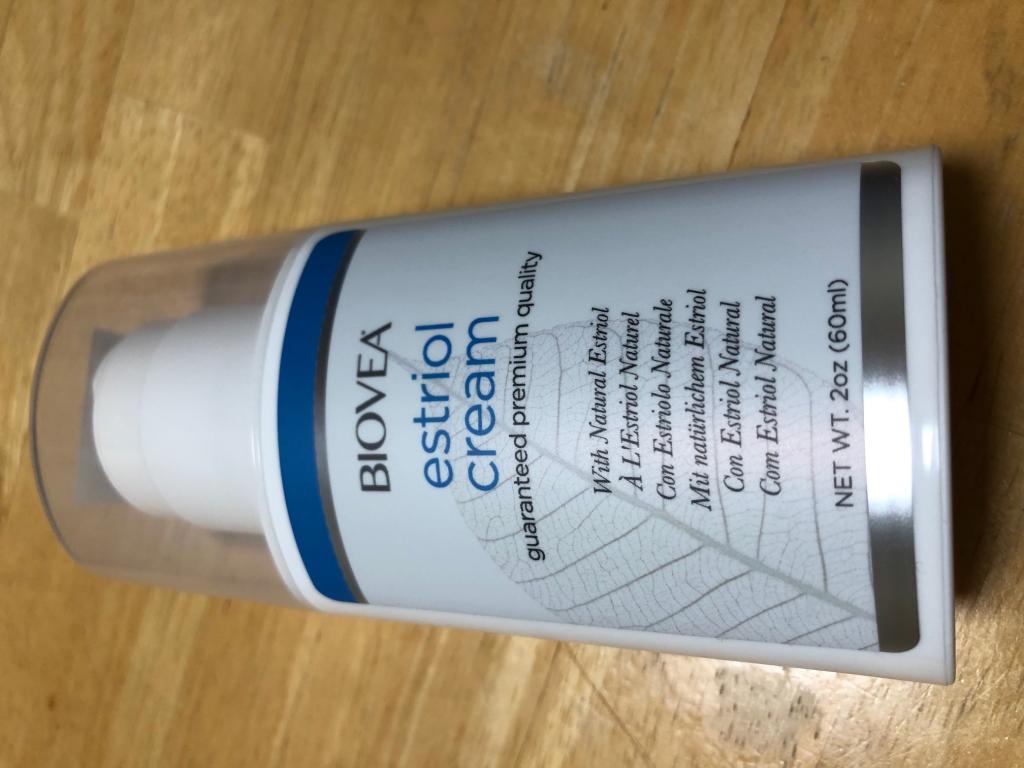 BIOVEA
estriol
cream
guaranteed premium quality
With Natural Estriol
À L'Estriol Naturel
Con Estriolo Naturale
Mit natürlichem Estriol
Con Estriol Natural
Com Estriol Natural
NET WT. 2oz (60ml)